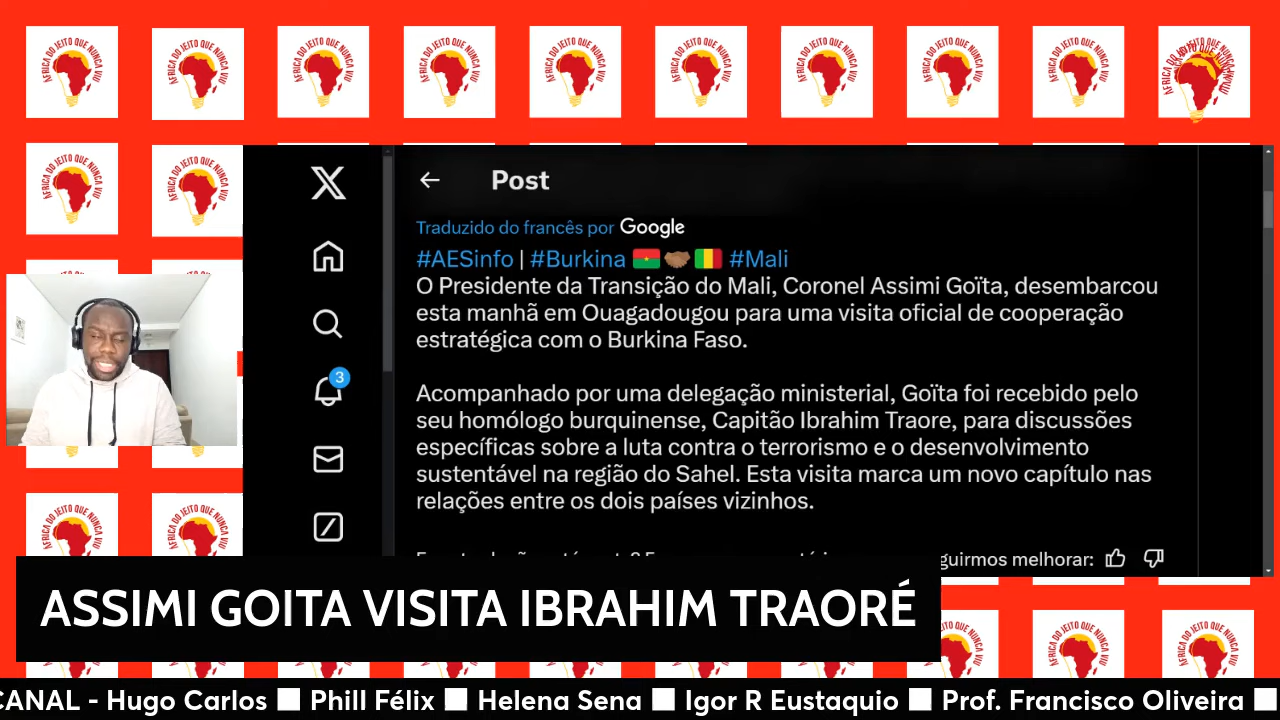 ÁFRICA DO JEITO QUE NUNCA VIU
Post
Traduzido do francês por Google
#AESinfo | #Burkina 🇧🇫🤝🏾🇲🇱 #Mali
O Presidente da Transição do Mali, Coronel Assimi Goïta, desembarcou
esta manhã em Ouagadougou para uma visita oficial de cooperação
estratégica com o Burkina Faso.
3
Acompanhado por uma delegação ministerial, Goïta foi recebido pelo
seu homólogo burquinense, Capitão Ibrahim Traore, para discussões
específicas sobre a luta contra o terrorismo e o desenvolvimento
sustentável na região do Sahel. Esta visita marca um novo capítulo nas
relações entre os dois países vizinhos.
guirmos melhorar:
ASSIMI GOITA VISITA IBRAHIM TRAORÉ
CANAL - Hugo Carlos ■ Phill Félix ■ Helena Sena ■ Igor R Eustaquio ■ Prof. Francisco Oliveira ■